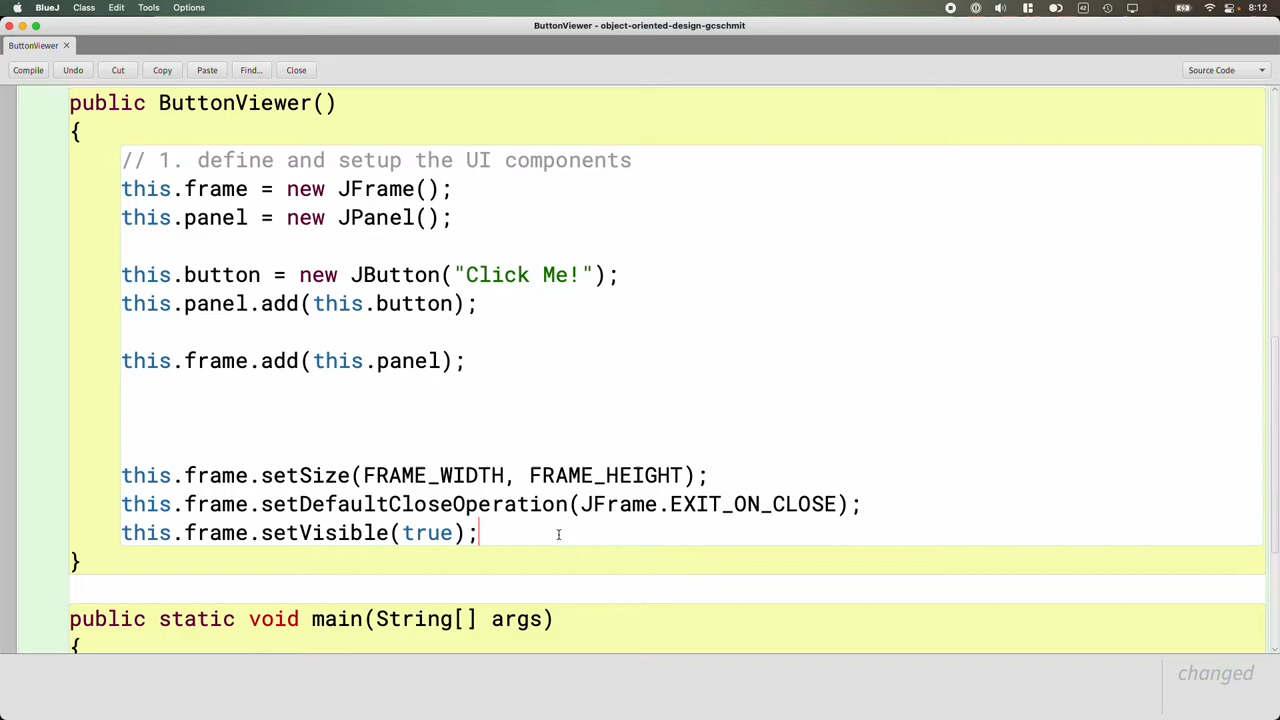 BlueJ Class Edit Tools Options 8:12
ButtonViewer - object-oriented-design-gcschmit
ButtonViewer
Compile Undo Cut Copy Paste Find... Close Source Code
public ButtonViewer()
{
// 1. define and setup the UI components
this.frame = new JFrame();
this.panel = new JPanel();
this.button = new JButton("Click Me!");
this.panel.add(this.button);
this.frame.add(this.panel);
this.frame.setSize(FRAME_WIDTH, FRAME_HEIGHT);
this.frame.setDefaultCloseOperation(JFrame.EXIT_ON_CLOSE);
this.frame.setVisible(true);
}
public static void main(String[] args)
{
changed